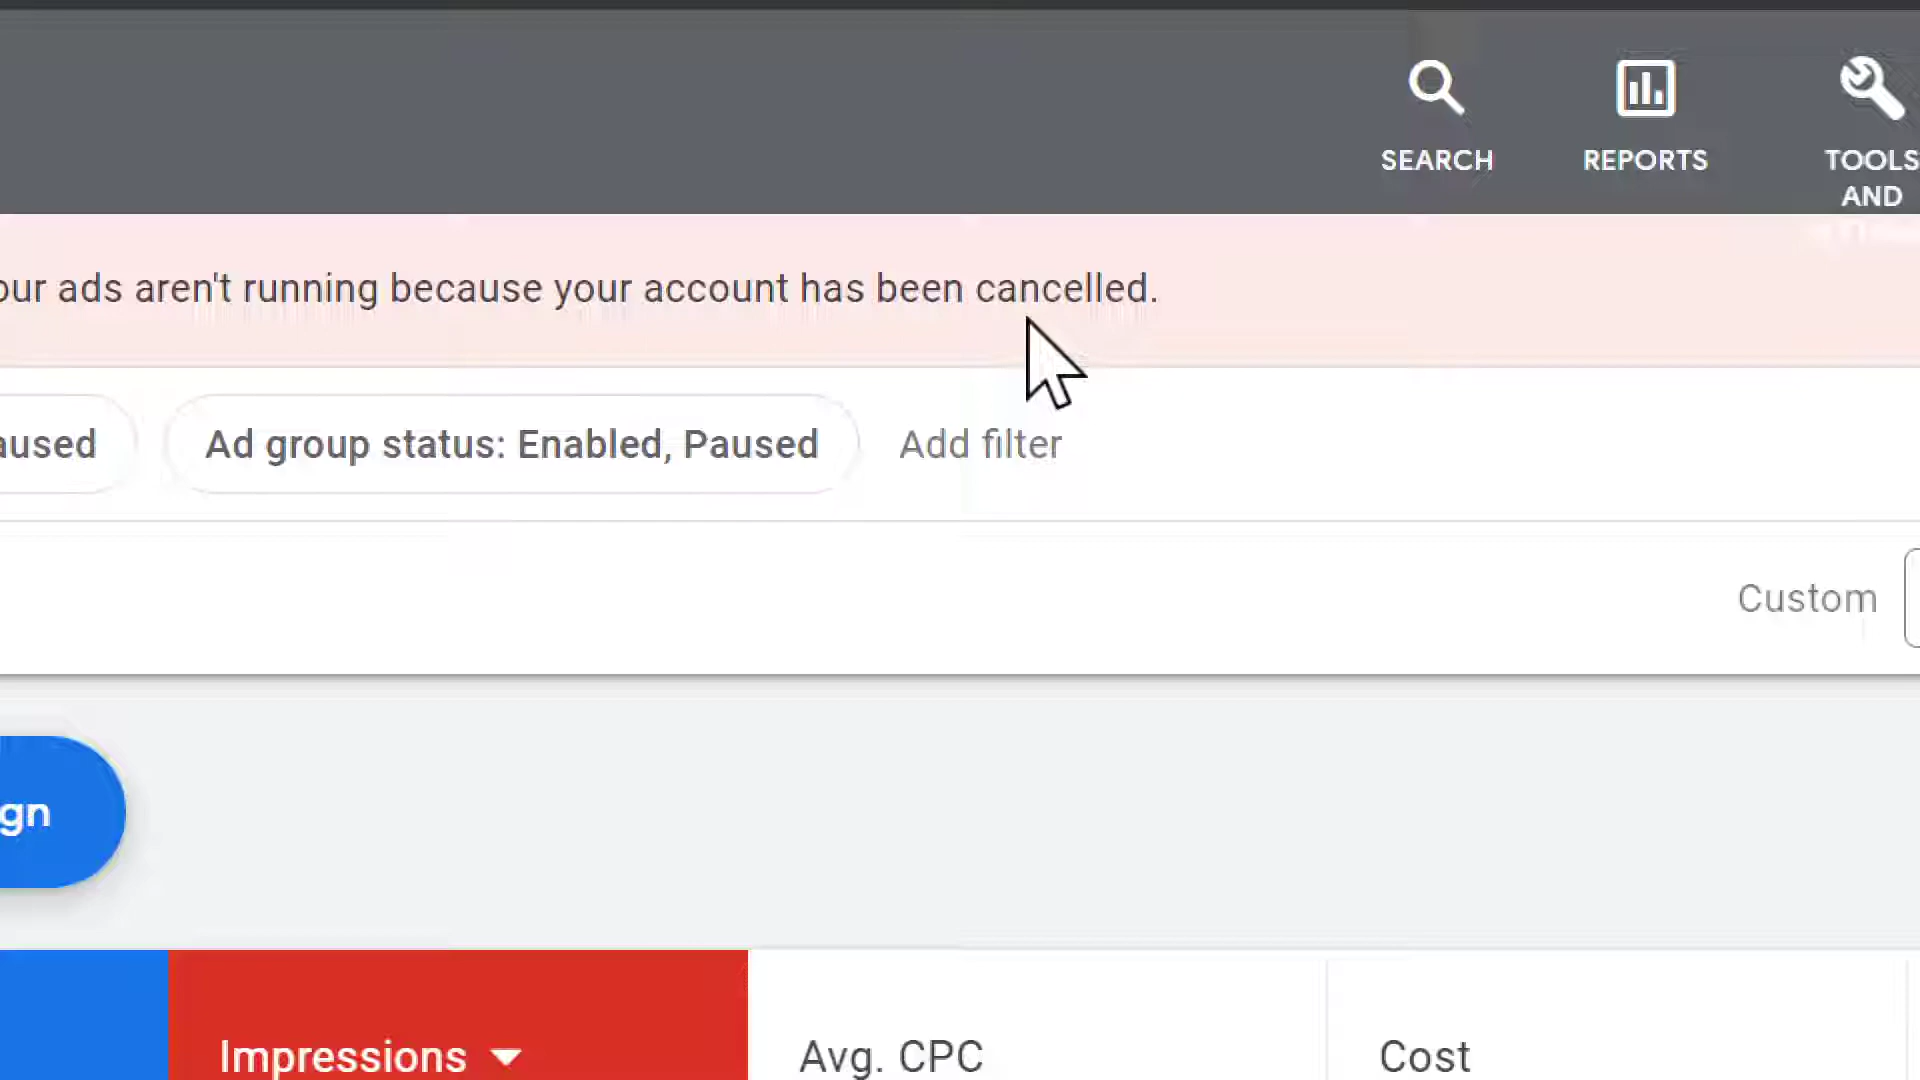 SEARCH
REPORTS
TOOLS
AND
our ads aren't running because your account has been cancelled.
aused
Ad group status: Enabled, Paused
Add filter
Custom
gn
Impressions
Avg. CPC
Cost